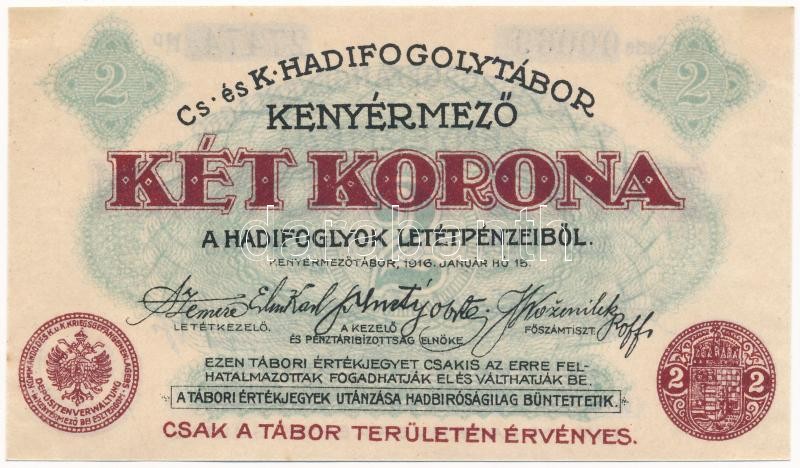 2
Cs. és K. HADIFOGOLYTÁBOR
KENYÉRMEZŐ
KÉT KORONA
A HADIFOGLYOK LETÉTPÉNZEIBŐL.
KENYÉRMEZŐTÁBOR, 1916. JANUÁR HÓ 15.
LETÉTKEZELŐ.
A KEZELŐ
ÉS PÉNZTÁRIBIZOTTSÁG ELNÖKE
FŐSZÁMTISZT.
EZEN TÁBORI ÉRTÉKJEGYET CSAKIS AZ ERRE FEL-
HATALMAZOTTAK FOGADHATJÁK EL ÉS VÁLTHATJÁK BE.
A TÁBORI ÉRTÉKJEGYEK UTÁNZÁSA HADBIRÓSÁGILAG BÜNTETTETIK.
CSAK A TÁBOR TERÜLETÉN ÉRVÉNYES.
DEPOSITENVERWALTUNG
2 2
darabanth